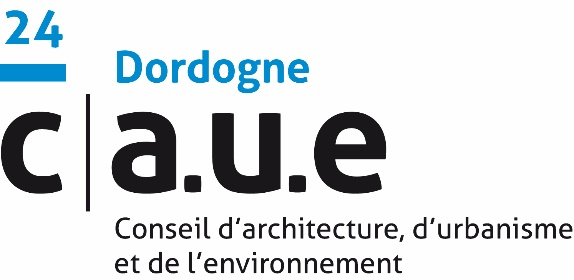 24
Dordogne
c|a.u.e
Conseil d'architecture, d'urbanisme
et de l'environnement